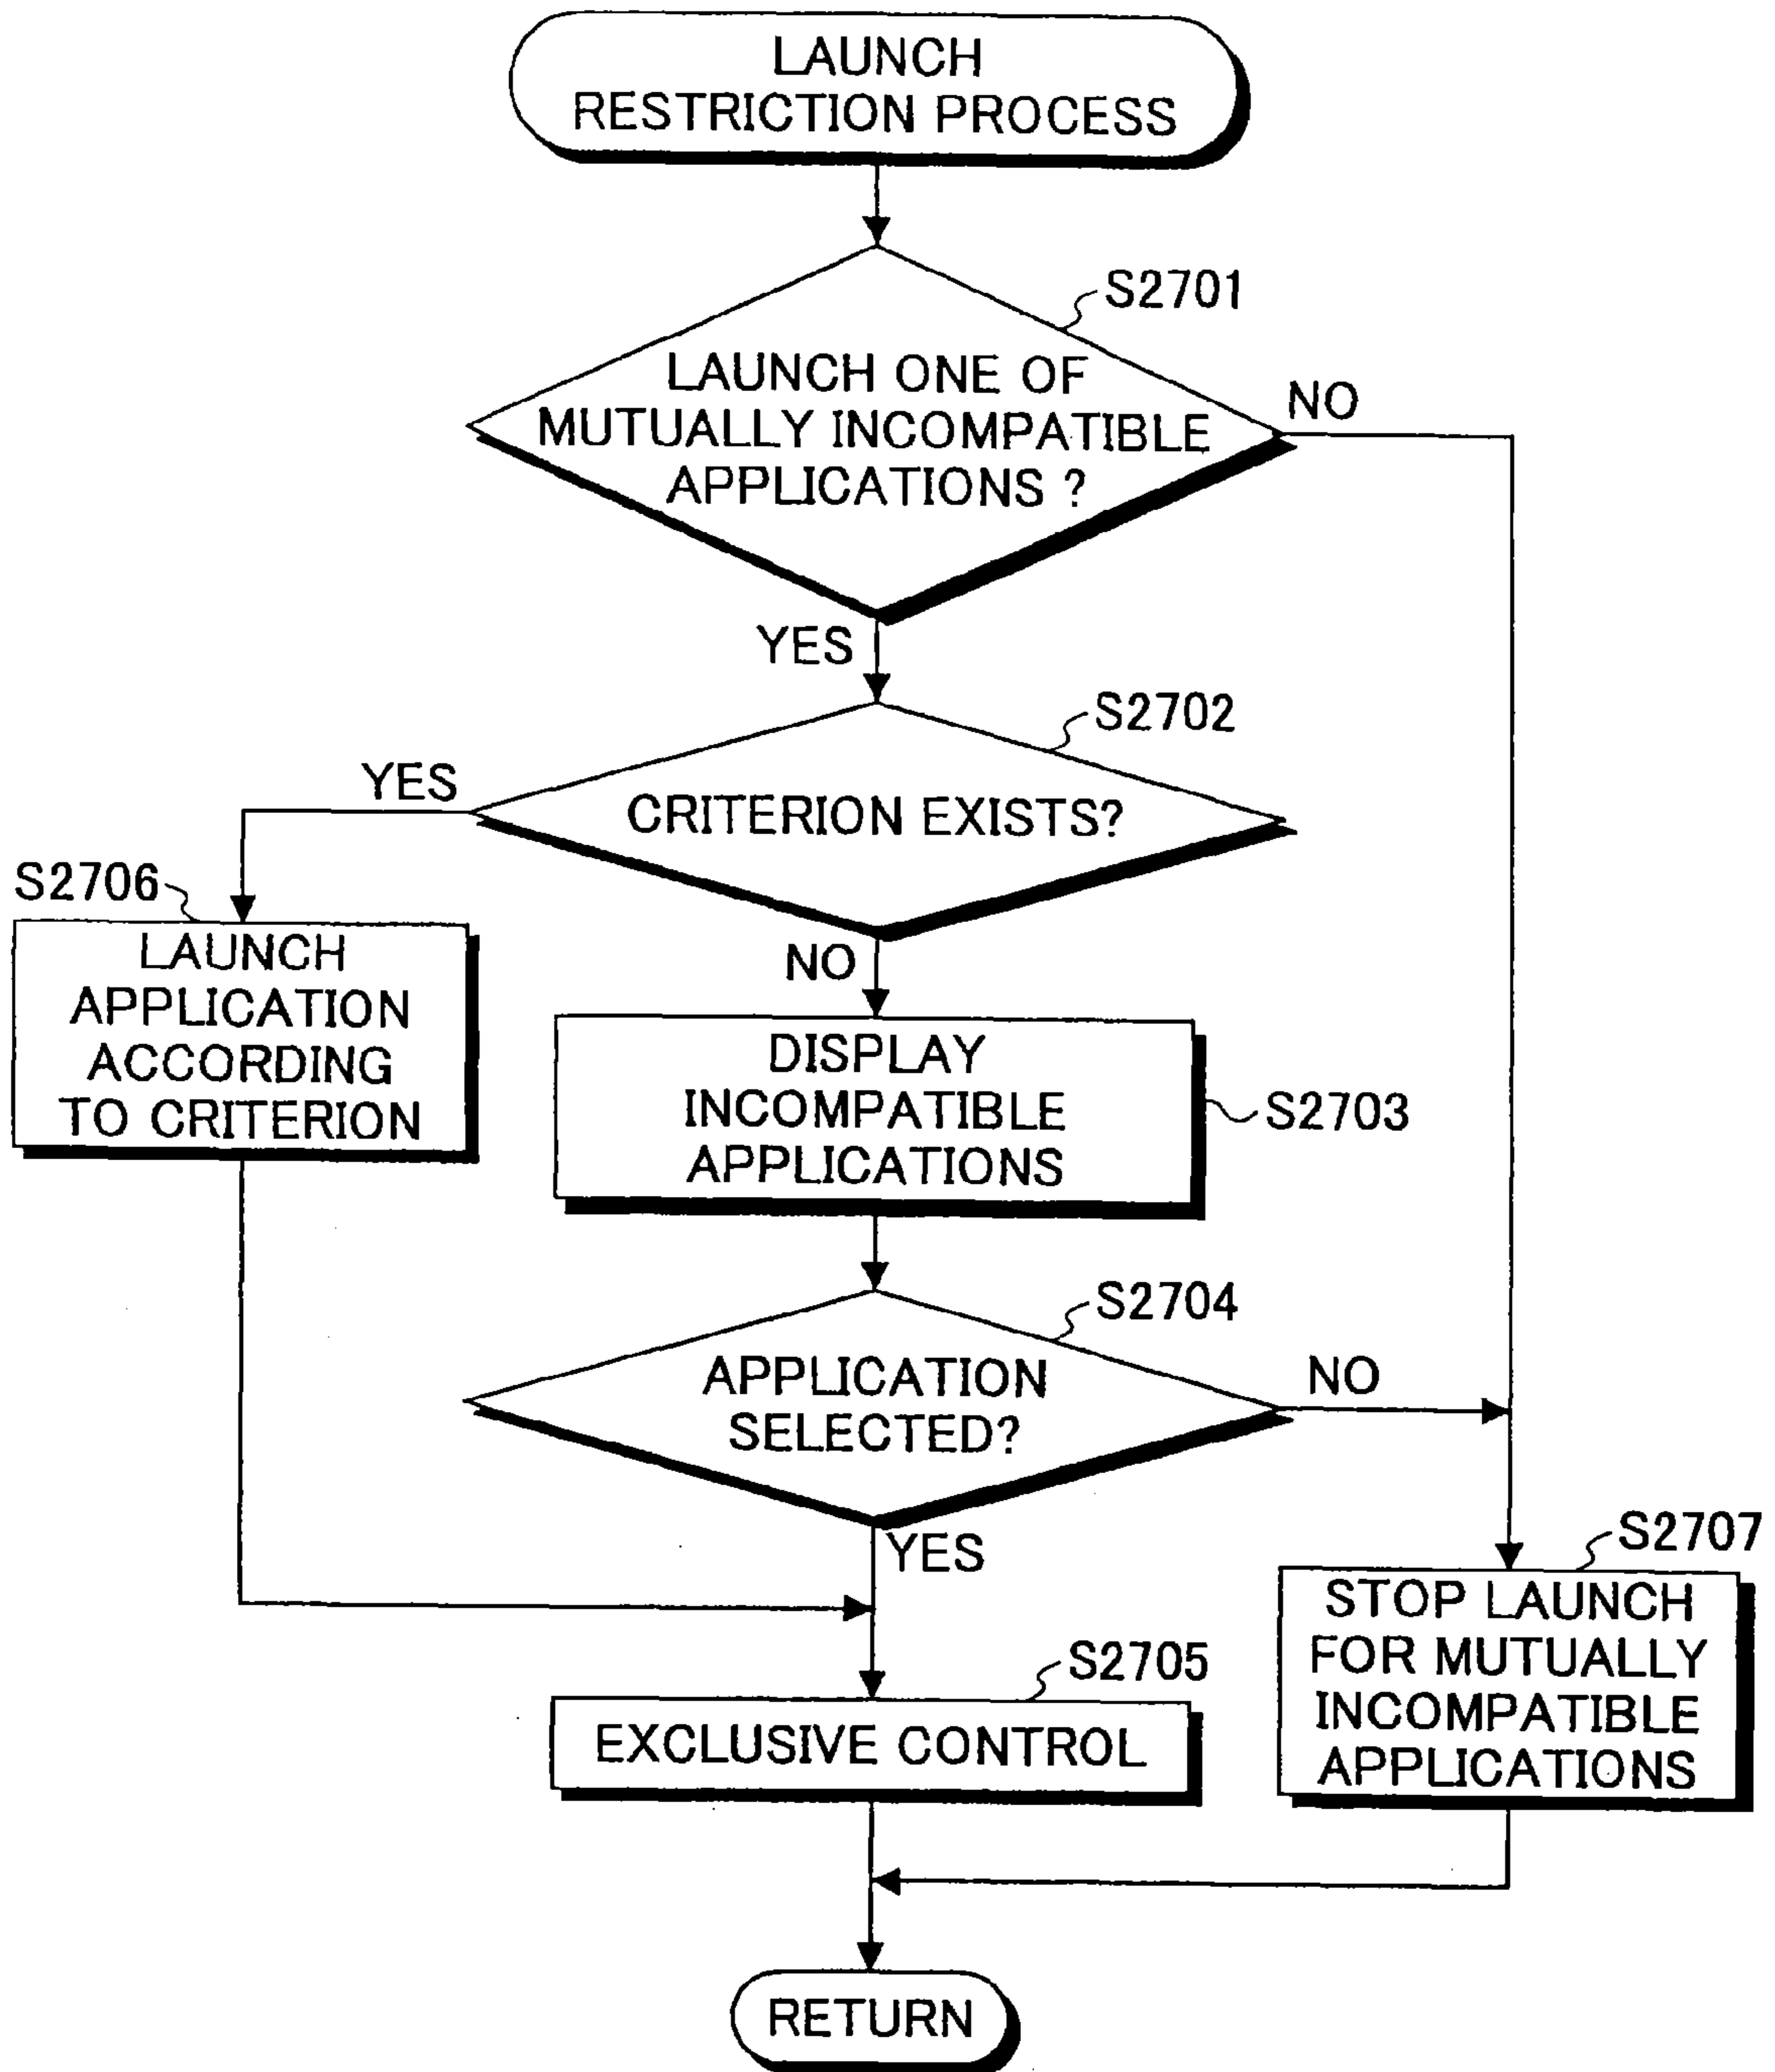 LAUNCH
RESTRICTION PROCESS
S2701
LAUNCH ONE OF
MUTUALLY INCOMPATIBLE
APPLICATIONS ?
NO
YES
S2702
CRITERION EXISTS?
YES
S2706
LAUNCH
APPLICATION
ACCORDING
TO CRITERION
NO
DISPLAY
INCOMPATIBLE
APPLICATIONS
S2703
S2704
APPLICATION
SELECTED?
NO
YES
S2707
STOP LAUNCH
FOR MUTUALLY
INCOMPATIBLE
APPLICATIONS
S2705
EXCLUSIVE CONTROL
RETURN